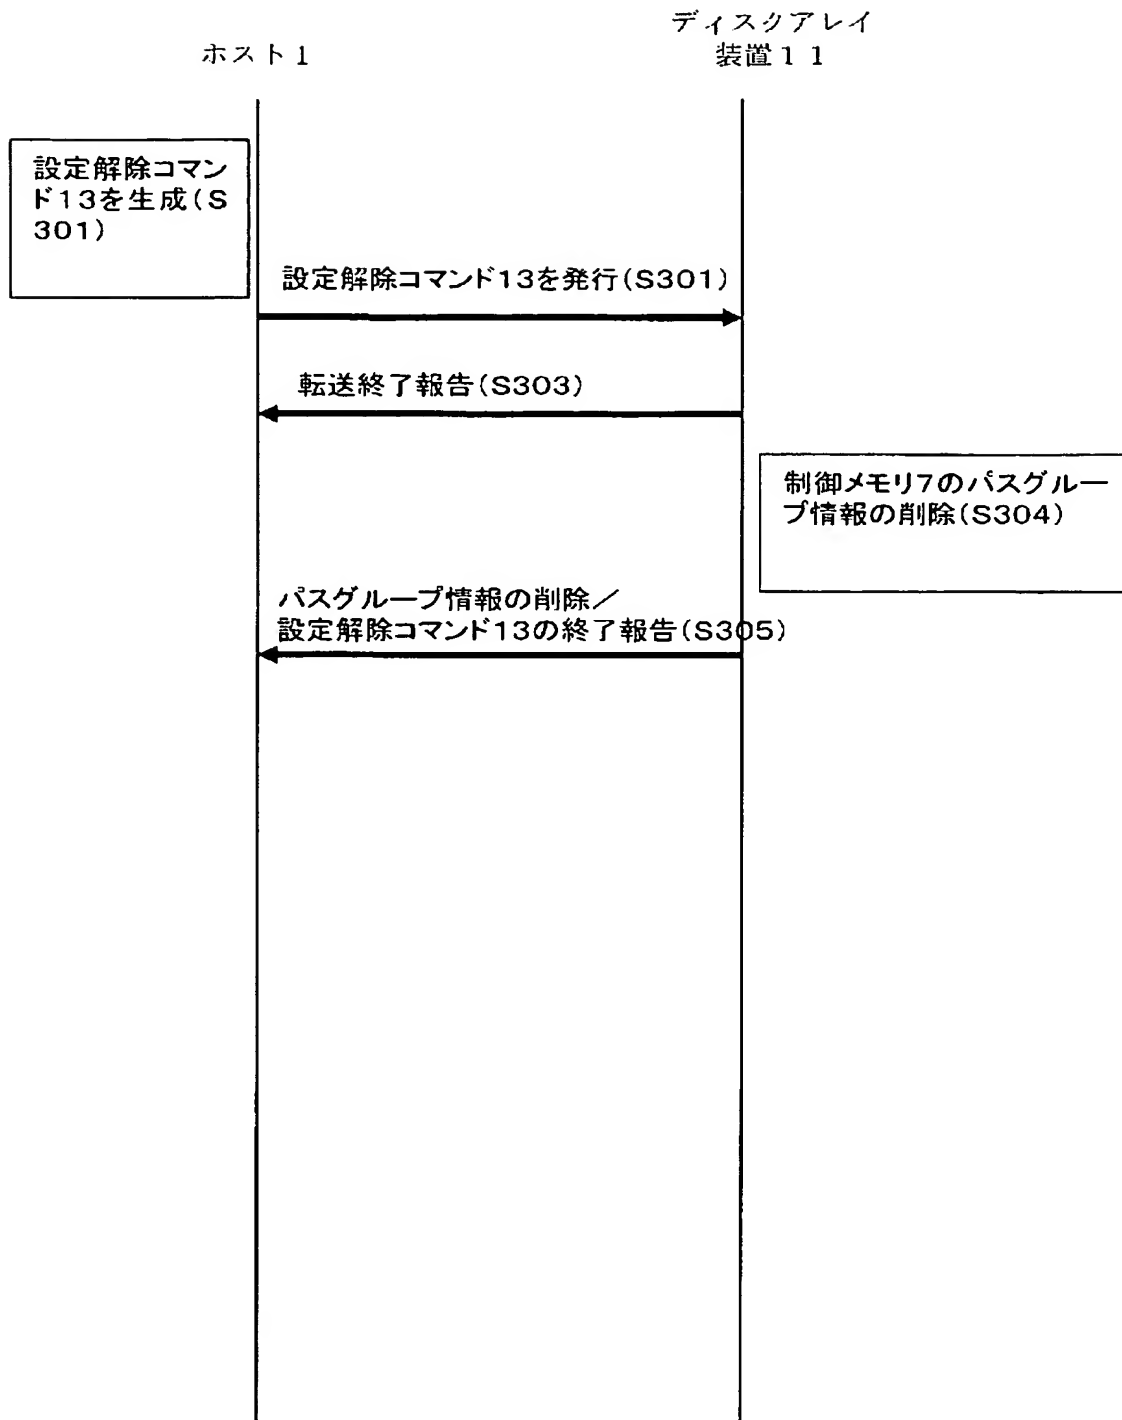 ホスト1
ディスクアレイ
装置11
設定解除コマン
ド13を生成(S
301)
設定解除コマンド13を発行(S301)
転送終了報告(S303)
制御メモリ7のパスグルー
プ情報の削除(S304)
パスグループ情報の削除／
設定解除コマンド13の終了報告(S305)